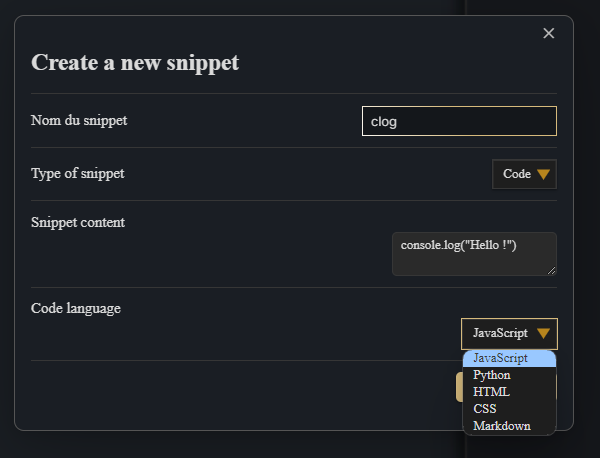 Create a new snippet
Nom du snippet
clog
Type of snippet
Code
Snippet content
console.log("Hello !")
Code language
JavaScript
JavaScript
Python
HTML
CSS
Markdown